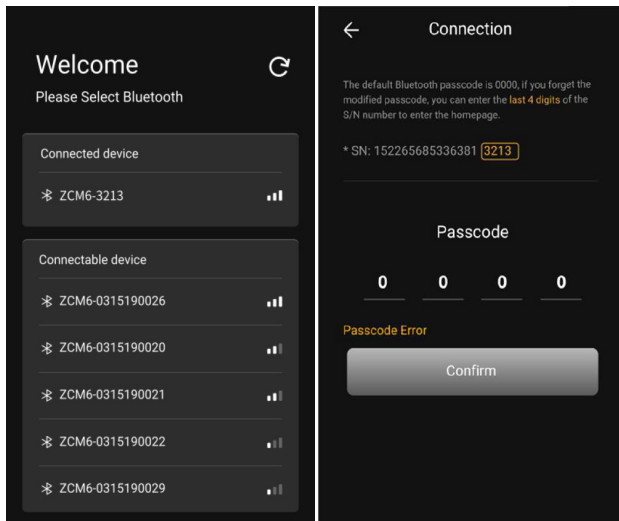 Welcome
Please Select Bluetooth
Connected device
ZCM6-3213
Connectable device
ZCM6-0315190026
ZCM6-0315190020
ZCM6-0315190021
ZCM6-0315190022
ZCM6-0315190029
Connection
The default Bluetooth passcode is 0000, if you forget the
modified passcode, you can enter the last 4 digits of the
S/N number to enter the homepage.
* SN: 152265685336381 3213
Passcode
0 0 0 0
Passcode Error
Confirm